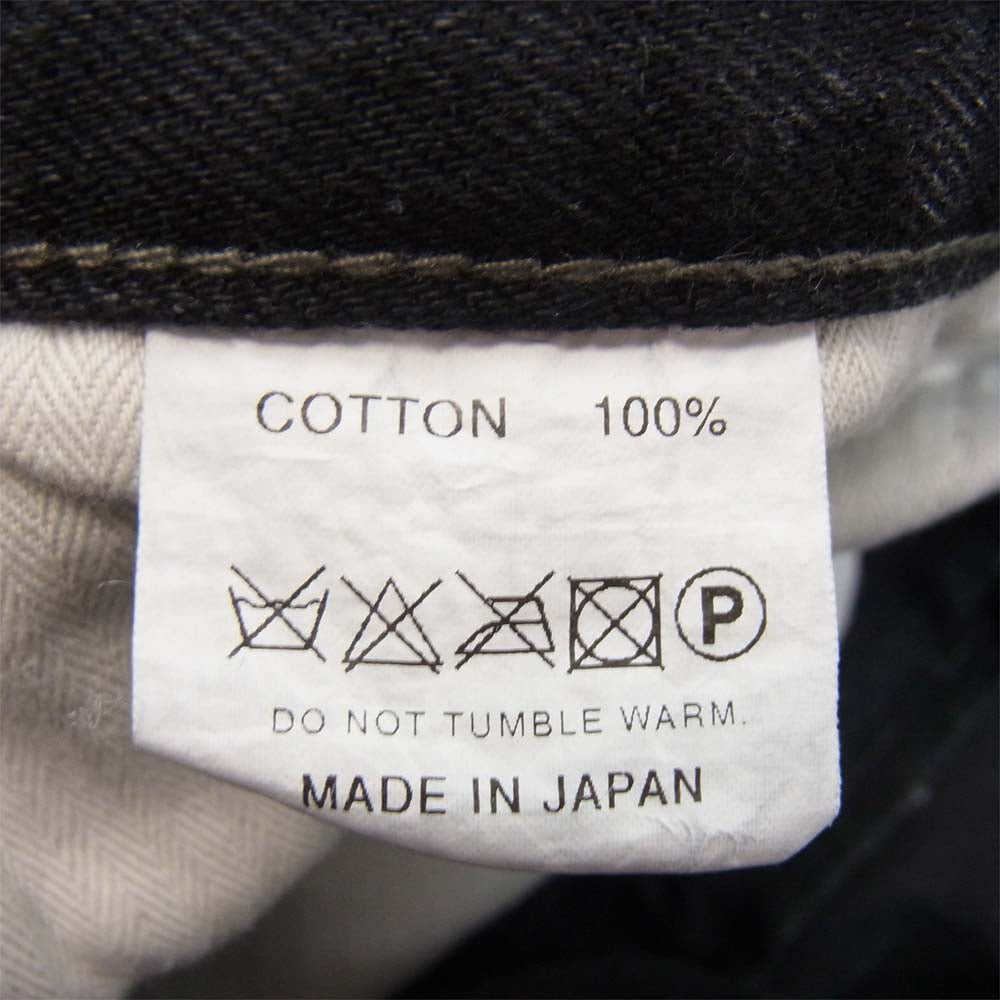 COTTON 100%
P
DO NOT TUMBLE WARM.
MADE IN JAPAN